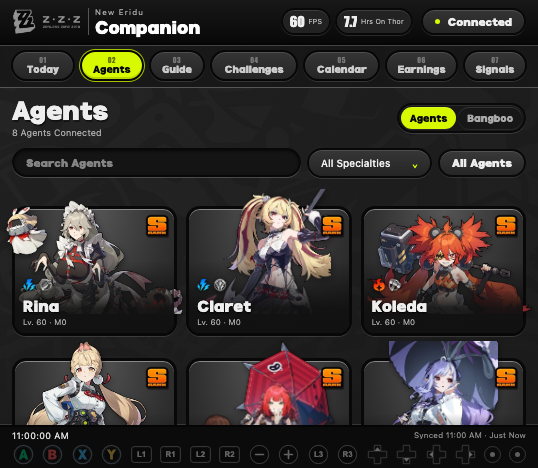 Z·Z·Z
New Eridu
Companion
60 FPS
7.7 Hrs On Thor
Connected
01 Today
02 Agents
03 Guide
04 Challenges
05 Calendar
06 Earnings
07 Signals
Agents
8 Agents Connected
Agents
Bangboo
Search Agents
All Specialties
All Agents
S
S
S
Rina
Lv. 60 · M0
Claret
Lv. 60 · M0
Koleda
Lv. 60 · M0
S
S
S
11:00:00 AM
Synced 11:00 AM · Just Now
A B X Y L1 R1 L2 R2 − + L3 R3